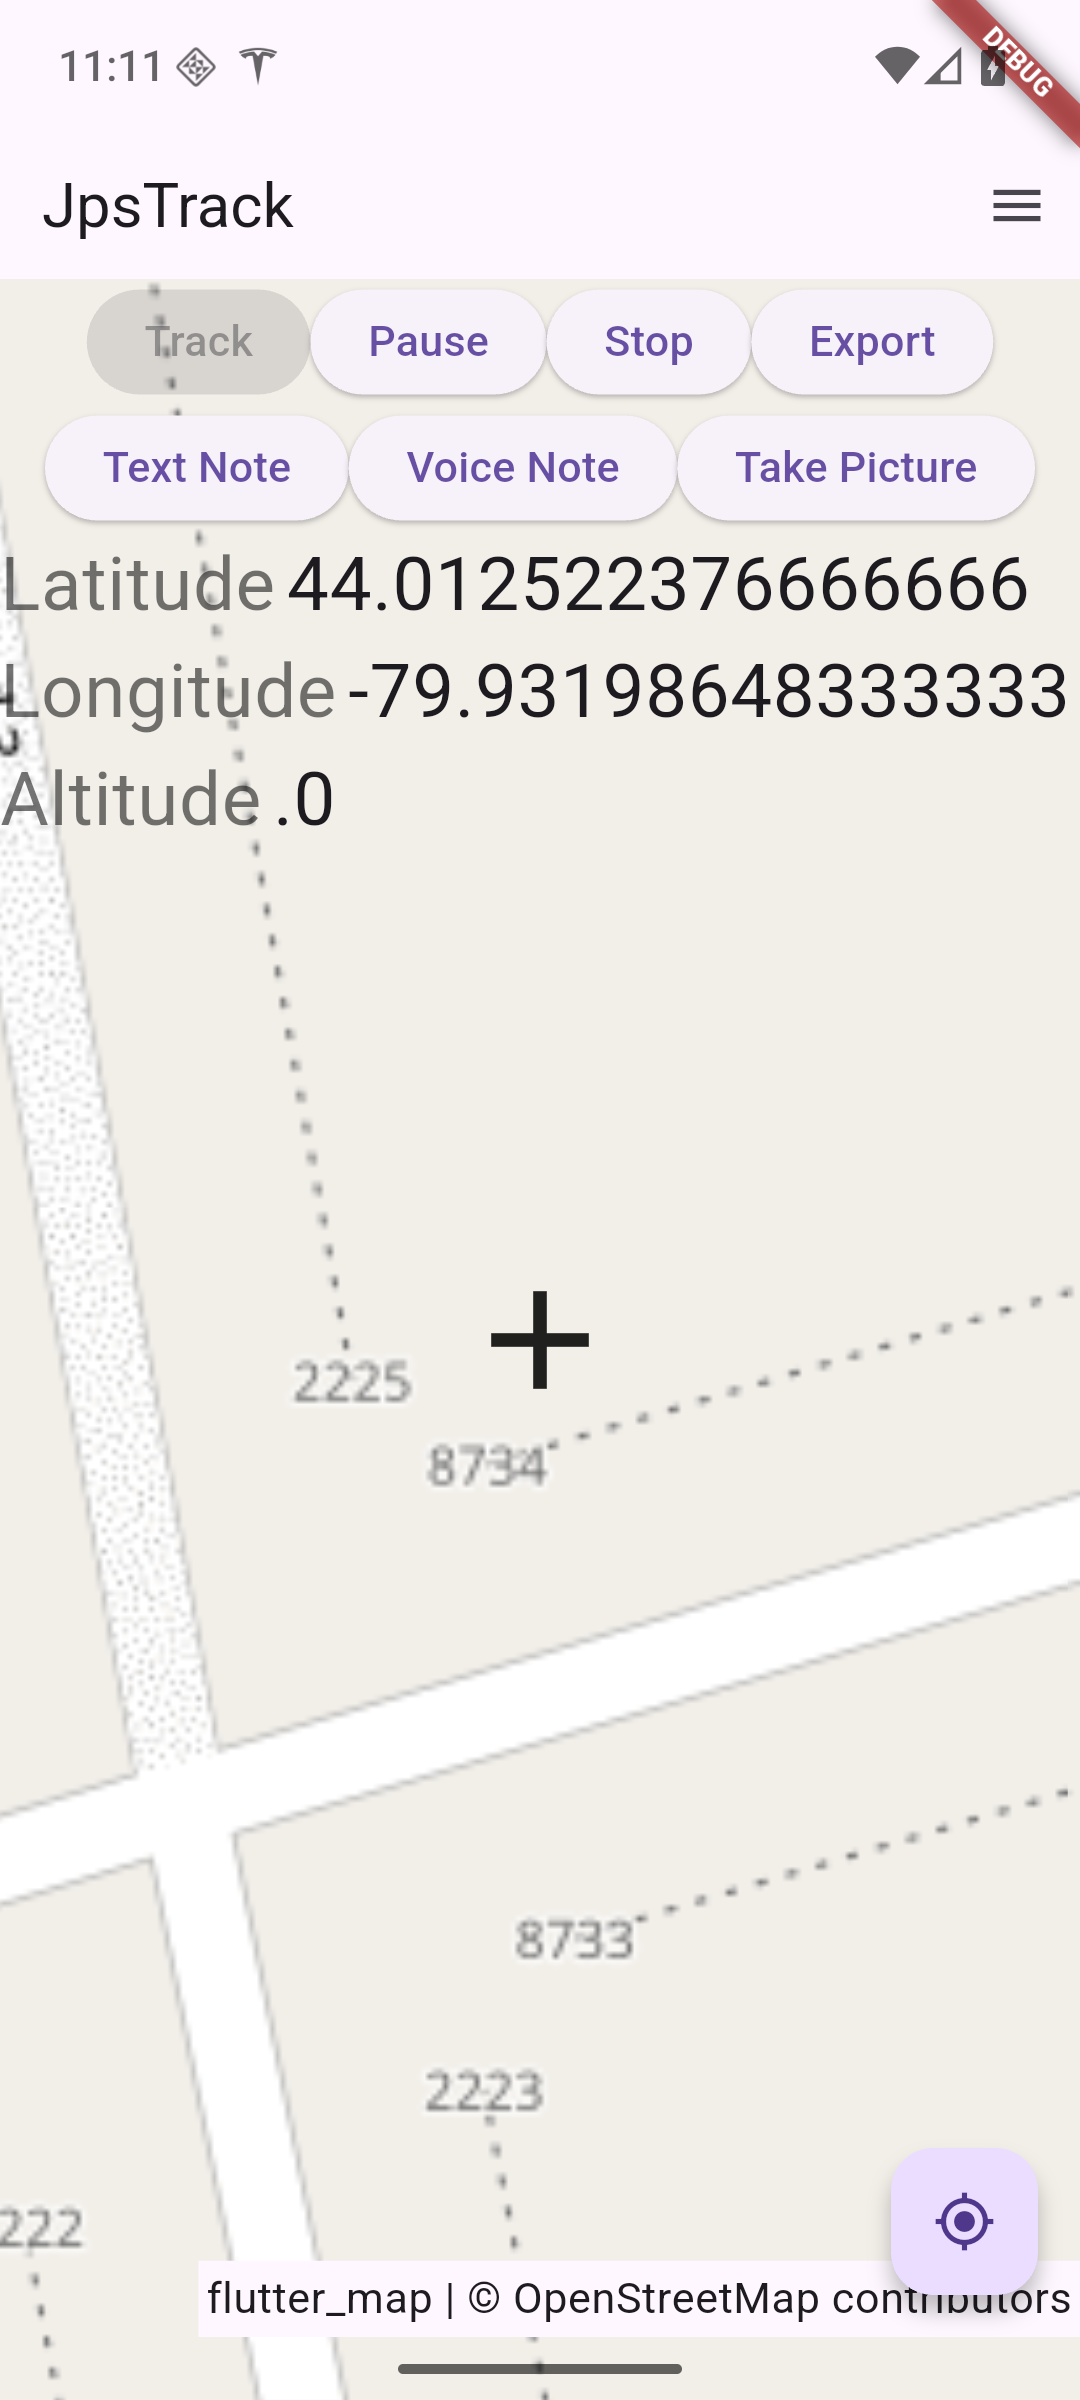 11:11
DEBUG
JpsTrack
Track Pause Stop Export
Text Note Voice Note Take Picture
Latitude 44.012522376666666
Longitude -79.93198648333333
Altitude .0
2225
8734
8733
2223
222
flutter_map | © OpenStreetMap contributors